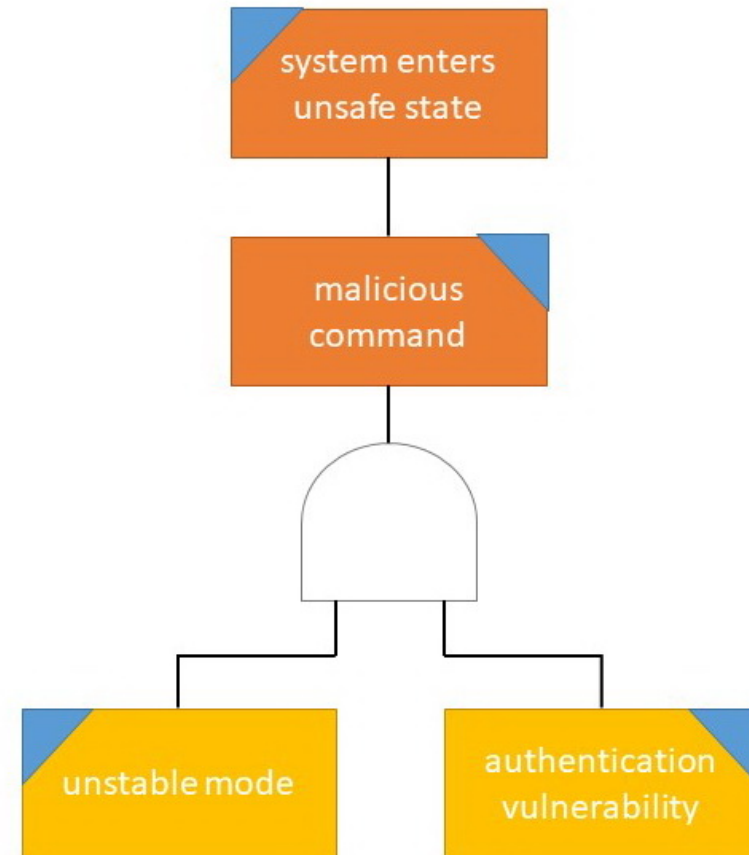 system enters
unsafe state
malicious
command
unstable mode
authentication
vulnerability